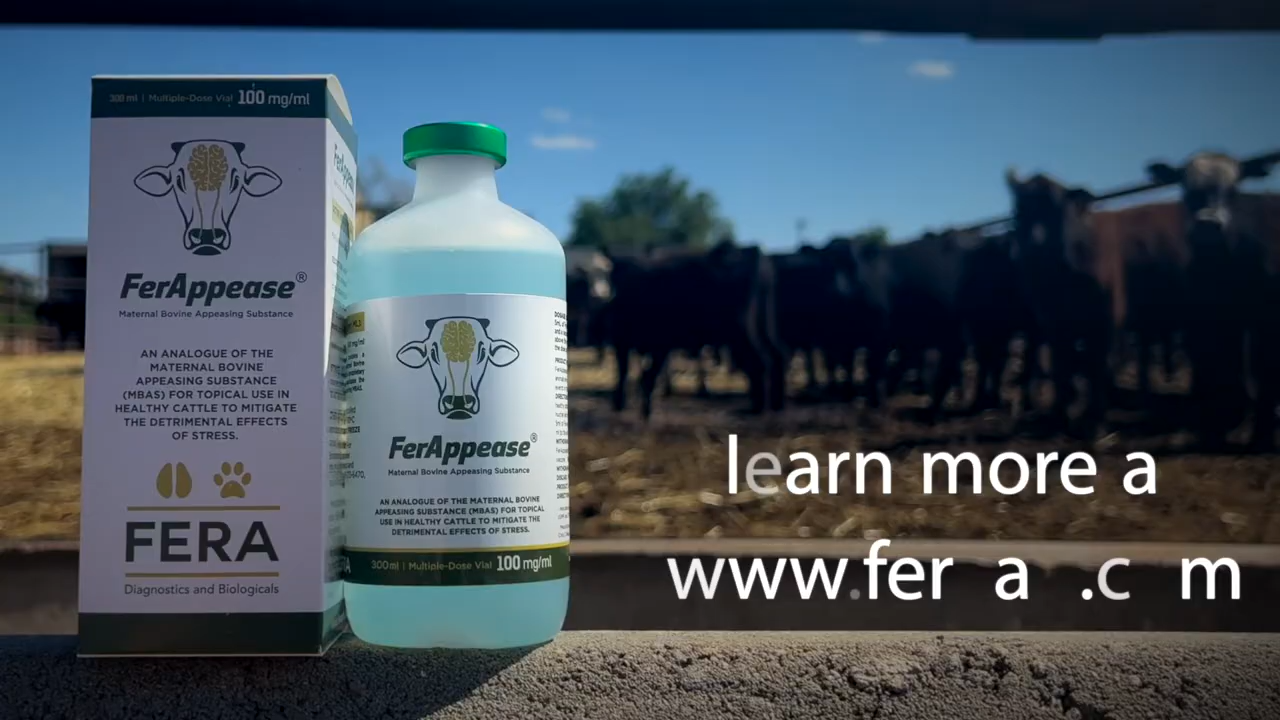 300 ml | Multiple-Dose Vial 100 mg/ml
FerAppease®
Maternal Bovine Appeasing Substance
AN ANALOGUE OF THE
MATERNAL BOVINE
APPEASING SUBSTANCE
(MBAS) FOR TOPICAL USE IN
HEALTHY CATTLE TO MITIGATE
THE DETRIMENTAL EFFECTS
OF STRESS.
FERA
Diagnostics and Biologicals
FerAppease®
Maternal Bovine Appeasing Substance
AN ANALOGUE OF THE MATERNAL BOVINE
APPEASING SUBSTANCE (MBAS) FOR TOPICAL
USE IN HEALTHY CATTLE TO MITIGATE THE
DETRIMENTAL EFFECTS OF STRESS.
300 ml | Multiple-Dose Vial 100 mg/ml
learn more a
www.fer a .c m